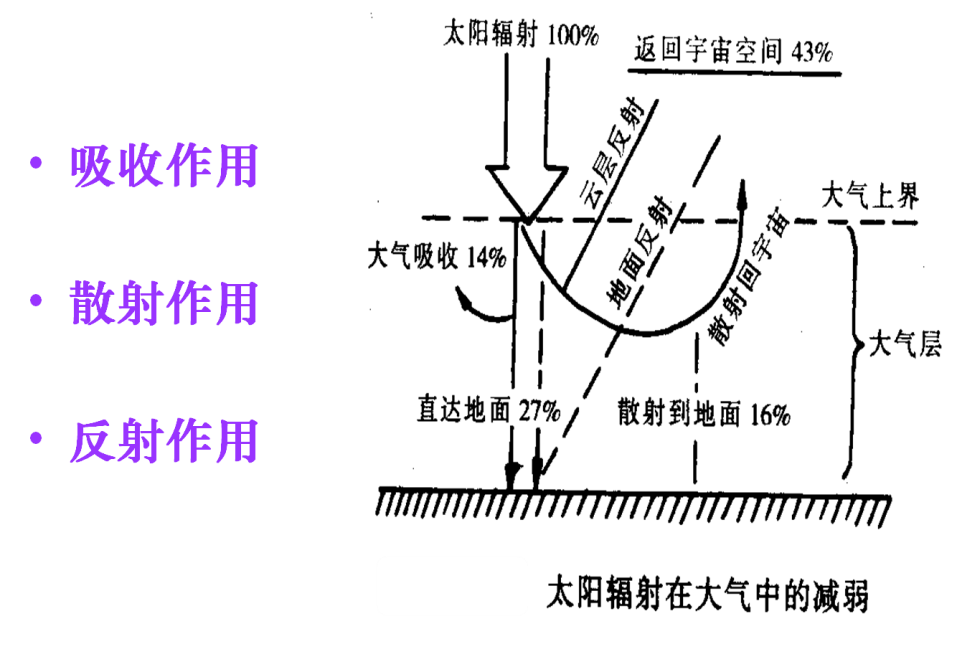 • 吸收作用
• 散射作用
• 反射作用
太阳辐射 100%
返回宇宙空间 43%
云层反射
地面反射
散射回宇宙
大气上界
大气吸收 14%
大气层
直达地面 27%
散射到地面 16%
太阳辐射在大气中的减弱